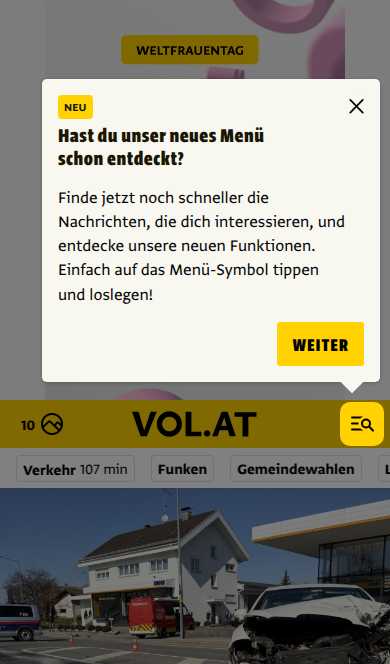 WELTFRAUENTAG
NEU
Hast du unser neues Menü
schon entdeckt?
Finde jetzt noch schneller die
Nachrichten, die dich interessieren, und
entdecke unsere neuen Funktionen.
Einfach auf das Menü-Symbol tippen
und loslegen!
WEITER
10 VOL.AT
Verkehr 107 min Funken Gemeindewahlen L